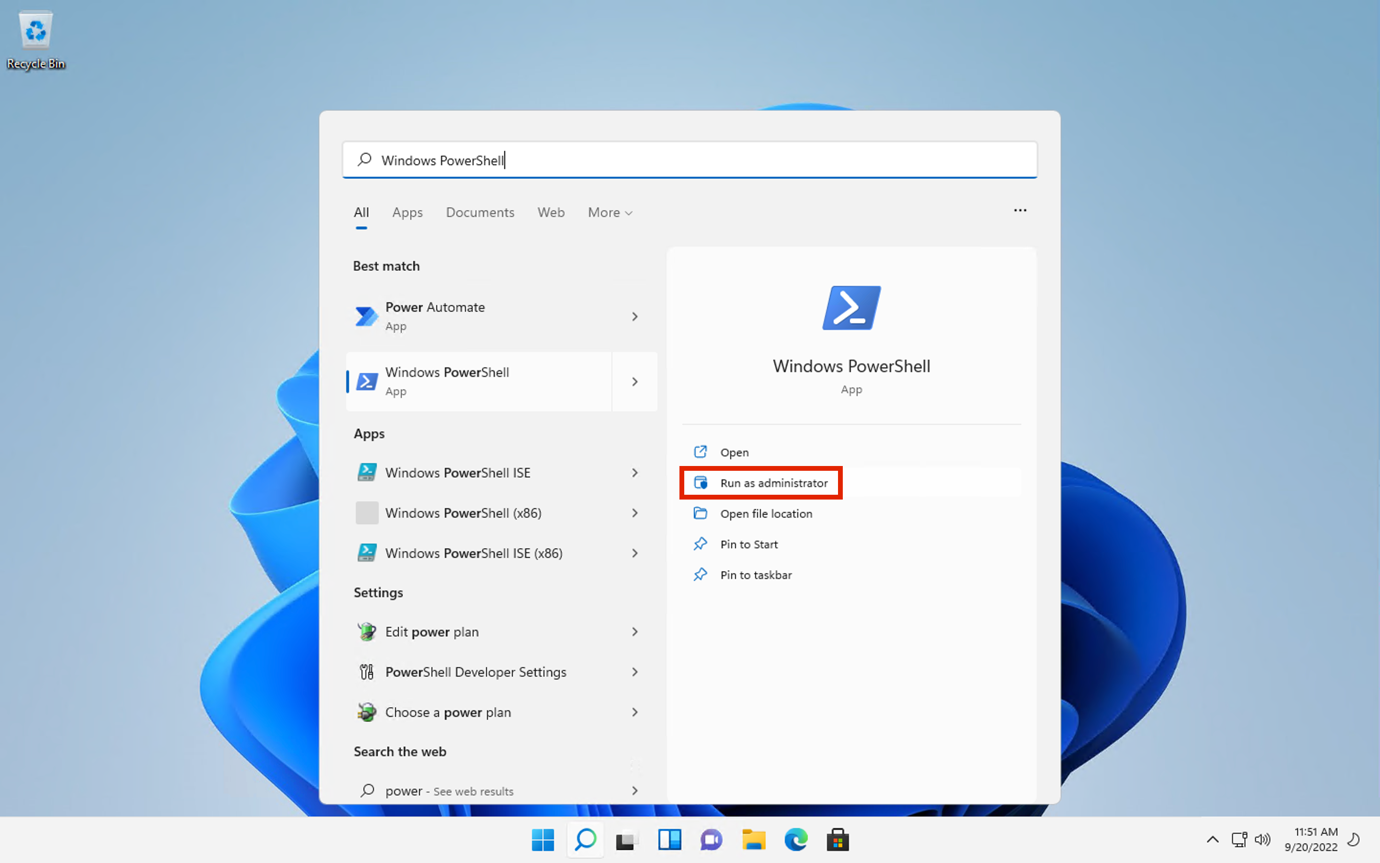 Recycle Bin
Windows PowerShell
All Apps Documents Web More
Best match
Power Automate
App
Windows PowerShell
App
Apps
Windows PowerShell ISE
Windows PowerShell (x86)
Windows PowerShell ISE (x86)
Settings
Edit power plan
PowerShell Developer Settings
Choose a power plan
Search the web
power - See web results
Windows PowerShell
App
Open
Run as administrator
Open file location
Pin to Start
Pin to taskbar
11:51 AM
9/20/2022